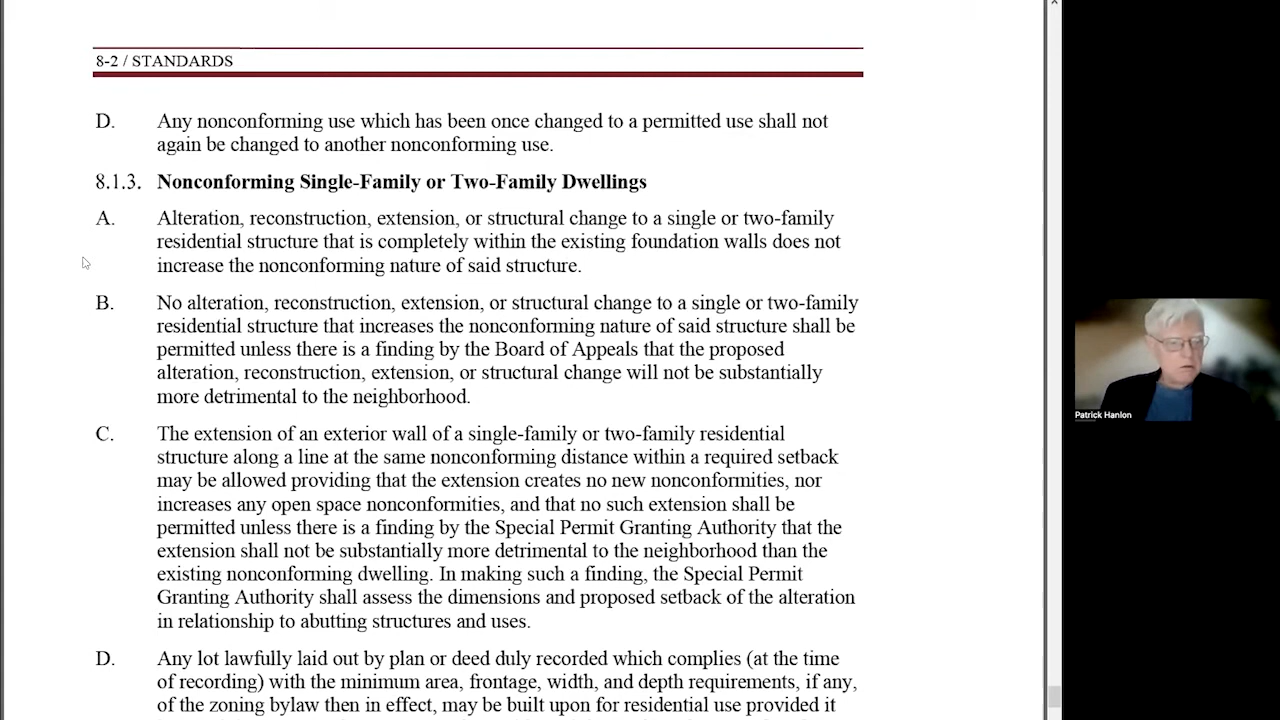 8-2 / STANDARDS
D. Any nonconforming use which has been once changed to a permitted use shall not
again be changed to another nonconforming use.
8.1.3. Nonconforming Single-Family or Two-Family Dwellings
A. Alteration, reconstruction, extension, or structural change to a single or two-family
residential structure that is completely within the existing foundation walls does not
increase the nonconforming nature of said structure.
B. No alteration, reconstruction, extension, or structural change to a single or two-family
residential structure that increases the nonconforming nature of said structure shall be
permitted unless there is a finding by the Board of Appeals that the proposed
alteration, reconstruction, extension, or structural change will not be substantially
more detrimental to the neighborhood.
C. The extension of an exterior wall of a single-family or two-family residential
structure along a line at the same nonconforming distance within a required setback
may be allowed providing that the extension creates no new nonconformities, nor
increases any open space nonconformities, and that no such extension shall be
permitted unless there is a finding by the Special Permit Granting Authority that the
extension shall not be substantially more detrimental to the neighborhood than the
existing nonconforming dwelling. In making such a finding, the Special Permit
Granting Authority shall assess the dimensions and proposed setback of the alteration
in relationship to abutting structures and uses.
D. Any lot lawfully laid out by plan or deed duly recorded which complies (at the time
of recording) with the minimum area, frontage, width, and depth requirements, if any,
of the zoning bylaw then in effect, may be built upon for residential use provided it
Patrick Hanlon